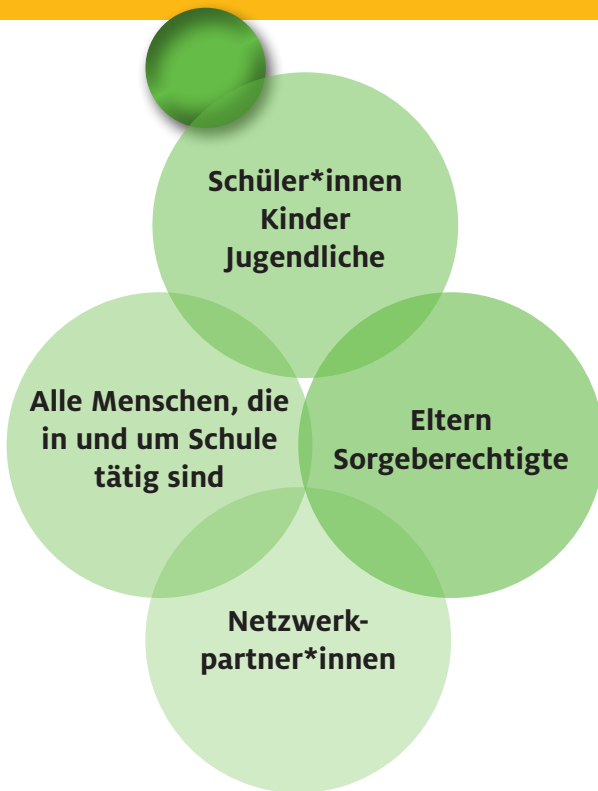 Schüler*innen
Kinder
Jugendliche
Alle Menschen, die
in und um Schule
tätig sind
Eltern
Sorgeberechtigte
Netzwerk-
partner*innen